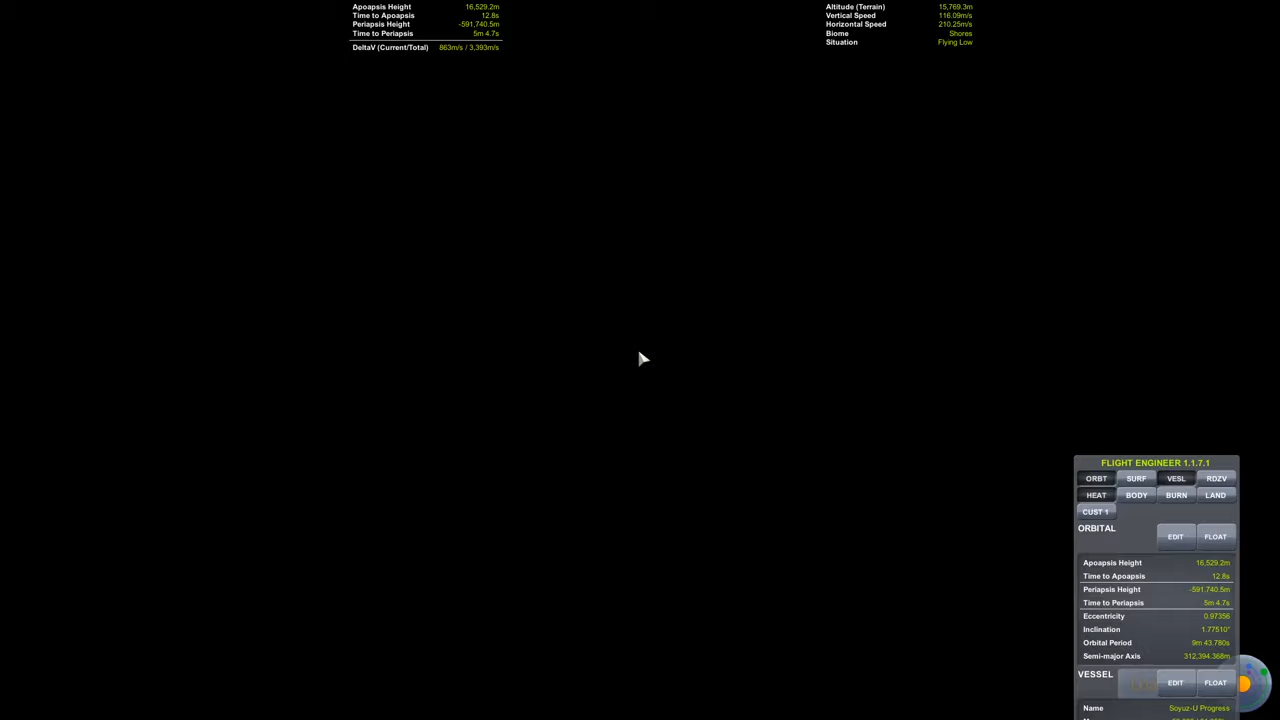 Apoapsis Height 16,529.2m
Time to Apoapsis 12.8s
Periapsis Height -591,740.5m
Time to Periapsis 5m 4.7s
DeltaV (Current/Total) 863m/s / 3,393m/s
Altitude (Terrain) 15,769.3m
Vertical Speed 116.09m/s
Horizontal Speed 210.25m/s
Biome Shores
Situation Flying Low
FLIGHT ENGINEER 1.1.7.1
ORBT SURF VESL RDZV
HEAT BODY BURN LAND
CUST 1
ORBITAL EDIT FLOAT
Apoapsis Height 16,529.2m
Time to Apoapsis 12.8s
Periapsis Height -591,740.5m
Time to Periapsis 5m 4.7s
Eccentricity 0.97356
Inclination 1.77510°
Orbital Period 9m 43.780s
Semi-major Axis 312,394.368m
VESSEL EDIT FLOAT
Name Soyuz-U Progress